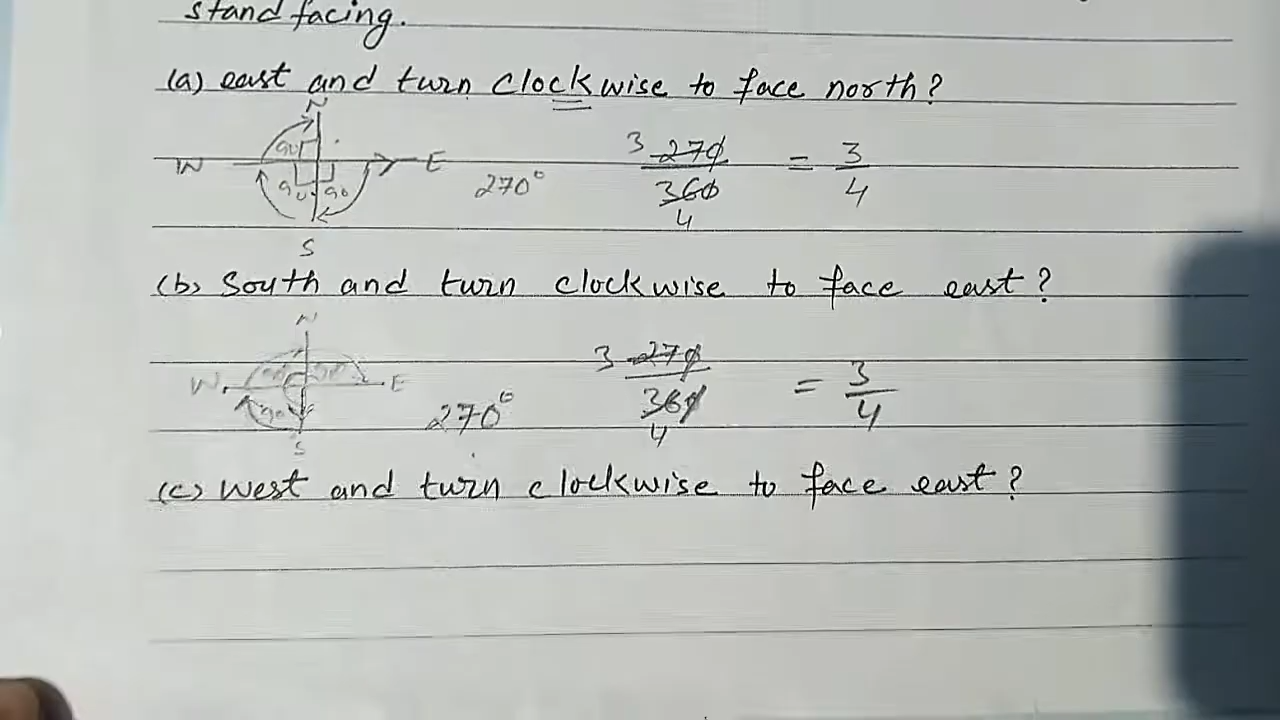 stand facing.
(a) east and turn clockwise to face north?
N
90
W E
90 90
S
270° 3 270/360 4 = 3/4
(b) South and turn clockwise to face east?
N
W E
90
S
270° 3 270/360 4 = 3/4
(c) West and turn clockwise to face east?